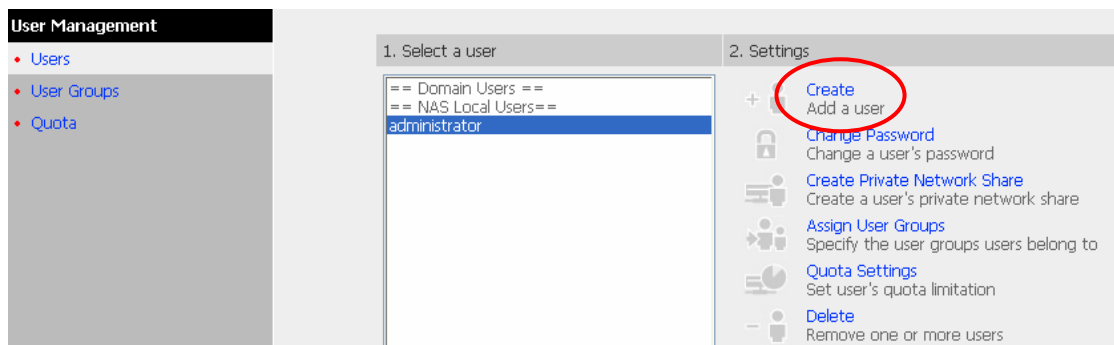 User Management
• Users
• User Groups
• Quota
1. Select a user
== Domain Users ==
== NAS Local Users==
administrator
2. Settings
Create
Add a user
Change Password
Change a user's password
Create Private Network Share
Create a user's private network share
Assign User Groups
Specify the user groups users belong to
Quota Settings
Set user's quota limitation
Delete
Remove one or more users